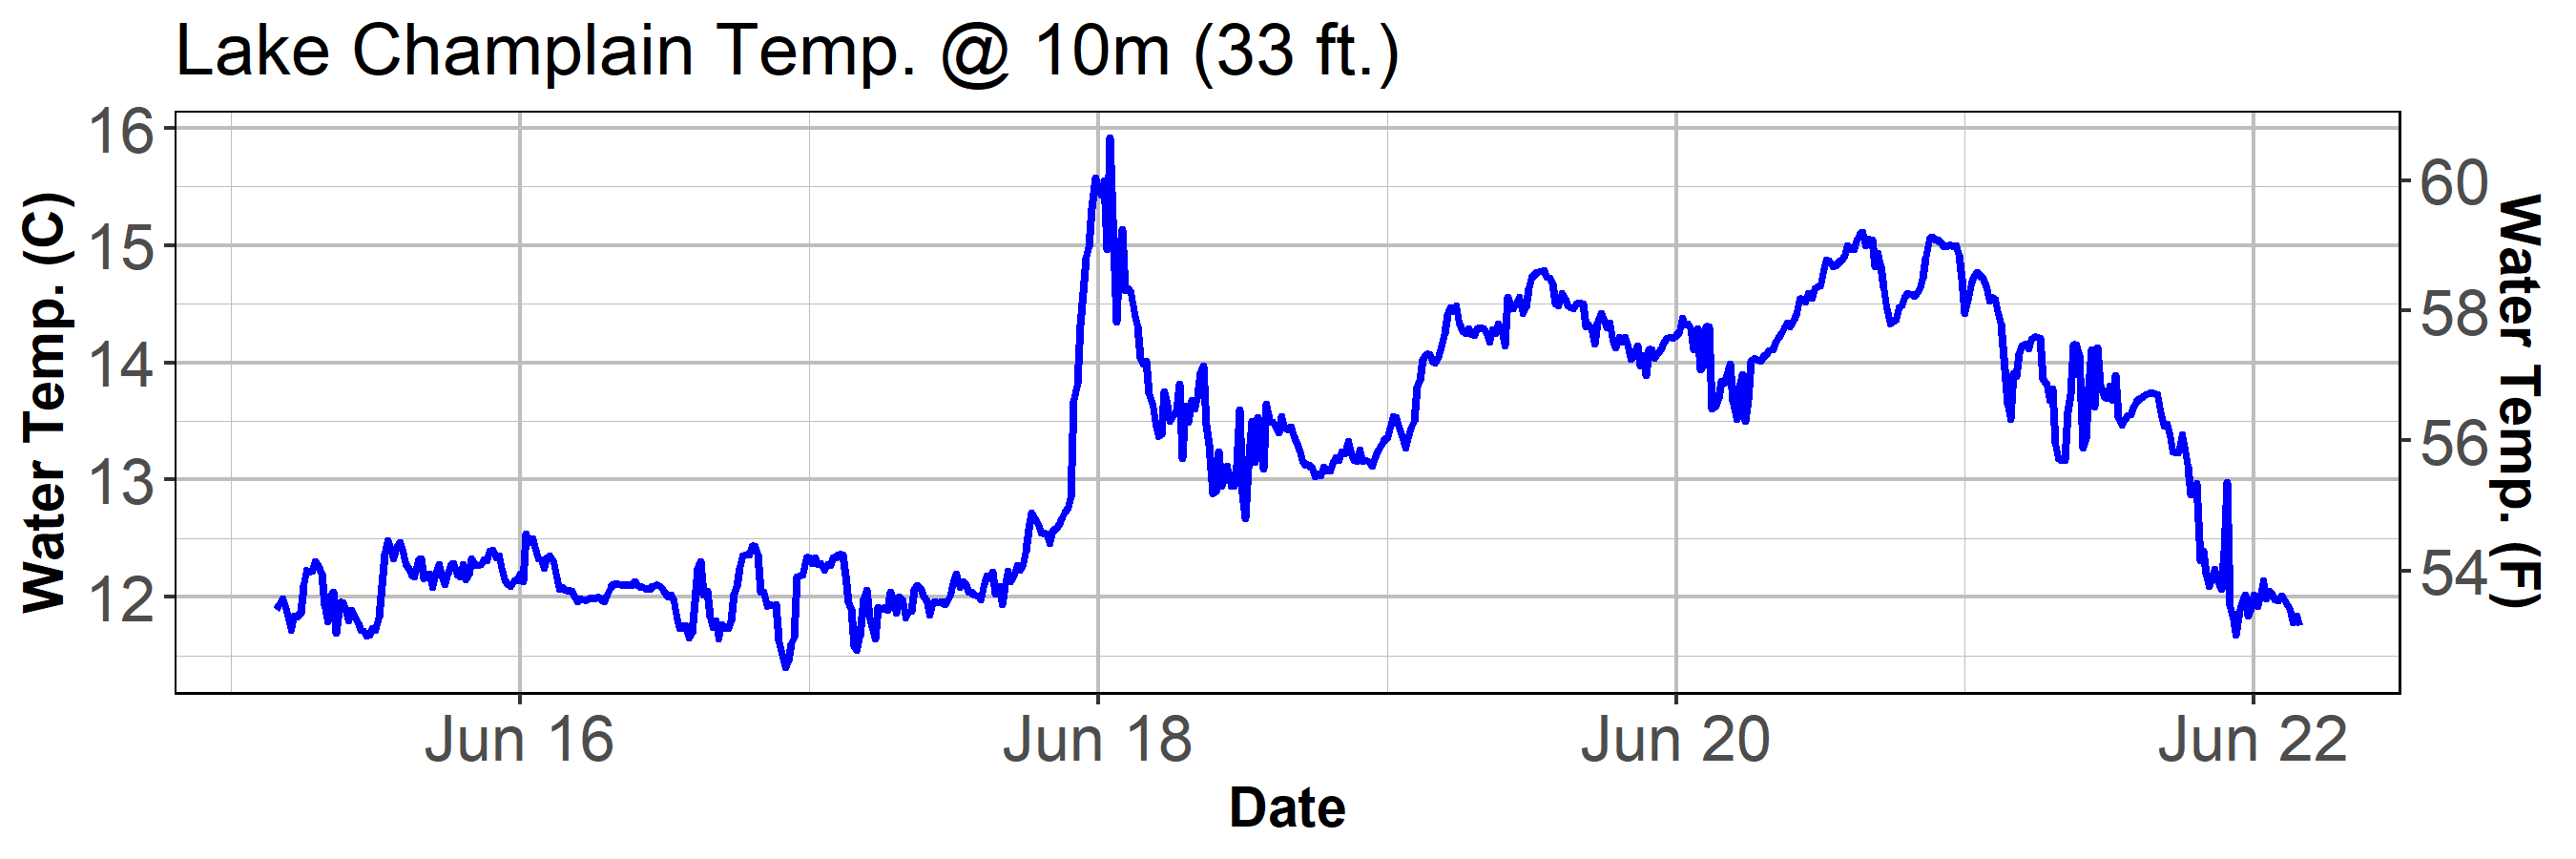 Lake Champlain Temp. @ 10m (33 ft.)
Water Temp. (C)
16
15
14
13
12
60
58
56
54
Water Temp. (F)
Jun 16 Jun 18 Jun 20 Jun 22
Date